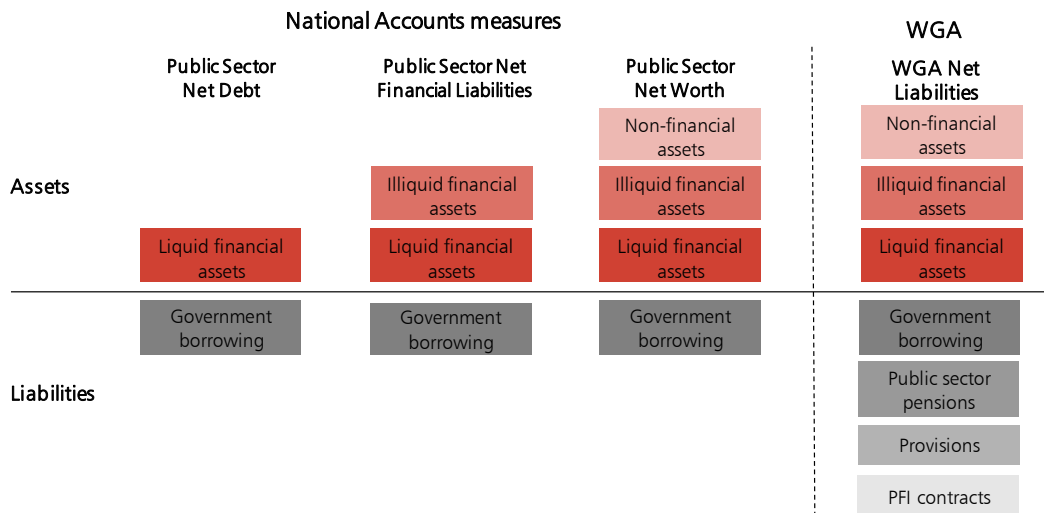 National Accounts measures
WGA
Public Sector
Net Debt
Public Sector Net
Financial Liabilities
Public Sector
Net Worth
WGA Net
Liabilities
Non-financial
assets
Non-financial
assets
Assets
Illiquid financial
assets
Illiquid financial
assets
Illiquid financial
assets
Liquid financial
assets
Liquid financial
assets
Liquid financial
assets
Liquid financial
assets
Government
borrowing
Government
borrowing
Government
borrowing
Government
borrowing
Liabilities
Public sector
pensions
Provisions
PFI contracts